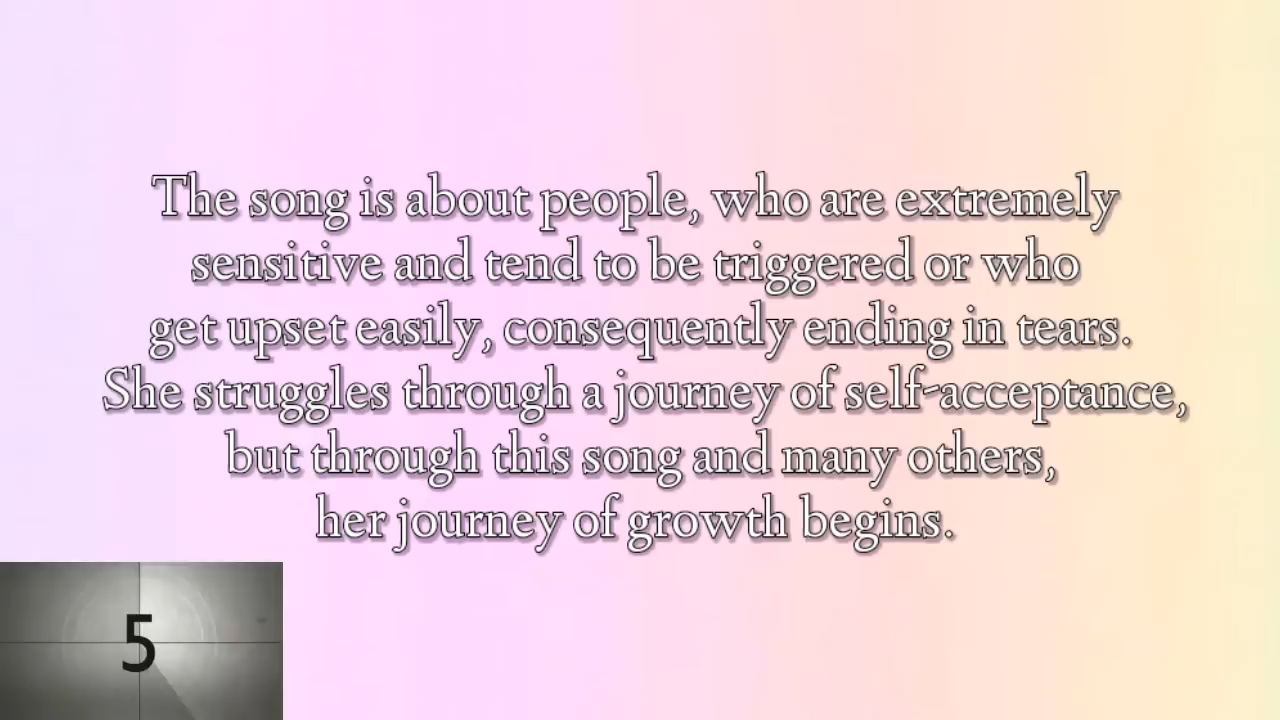 The song is about people, who are extremely
sensitive and tend to be triggered or who
get upset easily, consequently ending in tears.
She struggles through a journey of self-acceptance,
but through this song and many others,
her journey of growth begins.
5